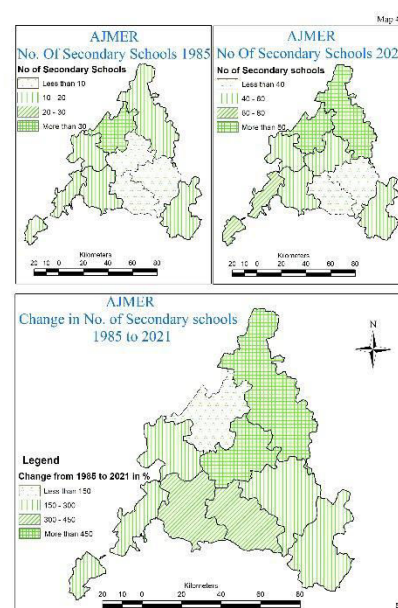 Map 4
AJMER
No. Of Secondary Schools 1985
No of Secondary Schools
Less than 10
10 - 20
20 - 30
More than 30
Kilometers
20 10 0 20 40 60 80
AJMER
No Of Secondary Schools 202
No of Secondary Schools
Less than 40
40 - 60
60 - 80
Kilometers
20 10 0 20 40 60 80
AJMER
Change in No. of Secondary schools
1985 to 2021
N
Legend
Change from 1985 to 2021 in %
Less than 150
150 - 300
300 - 450
More than 450
Kilometers
20 10 0 20 40 60 80